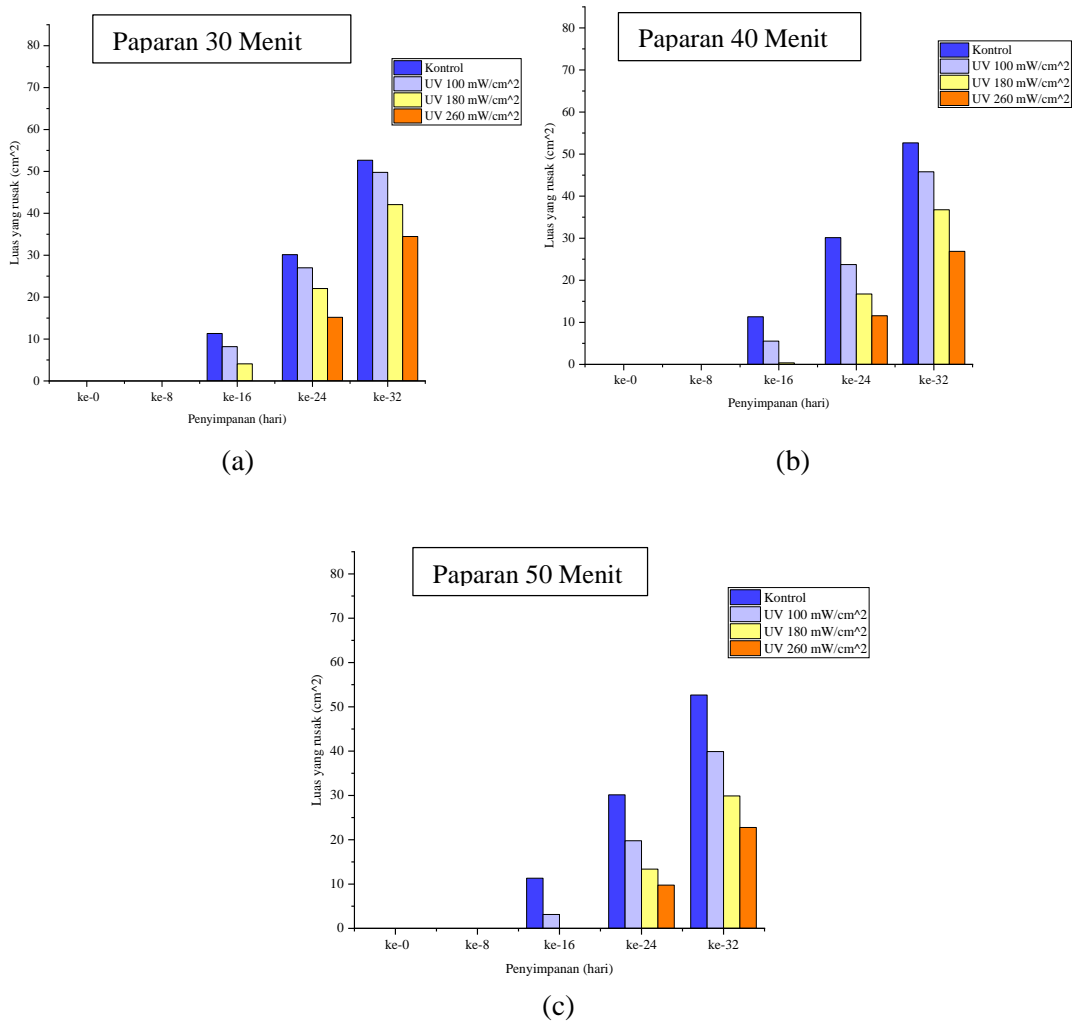 Paparan 30 Menit
Kontrol
UV 100 mW/cm^2
UV 180 mW/cm^2
UV 260 mW/cm^2
Luas yang rusak (cm^2)
80
70
60
50
40
30
20
10
0
ke-0 ke-8 ke-16 ke-24 ke-32
Penyimpanan (hari)
(a)
Paparan 40 Menit
Kontrol
UV 100 mW/cm^2
UV 180 mW/cm^2
UV 260 mW/cm^2
Luas yang rusak (cm^2)
80
70
60
50
40
30
20
10
0
ke-0 ke-8 ke-16 ke-24 ke-32
Penyimpanan (hari)
(b)
Paparan 50 Menit
Kontrol
UV 100 mW/cm^2
UV 180 mW/cm^2
UV 260 mW/cm^2
Luas yang rusak (cm^2)
80
70
60
50
40
30
20
10
0
ke-0 ke-8 ke-16 ke-24 ke-32
Penyimpanan (hari)
(c)